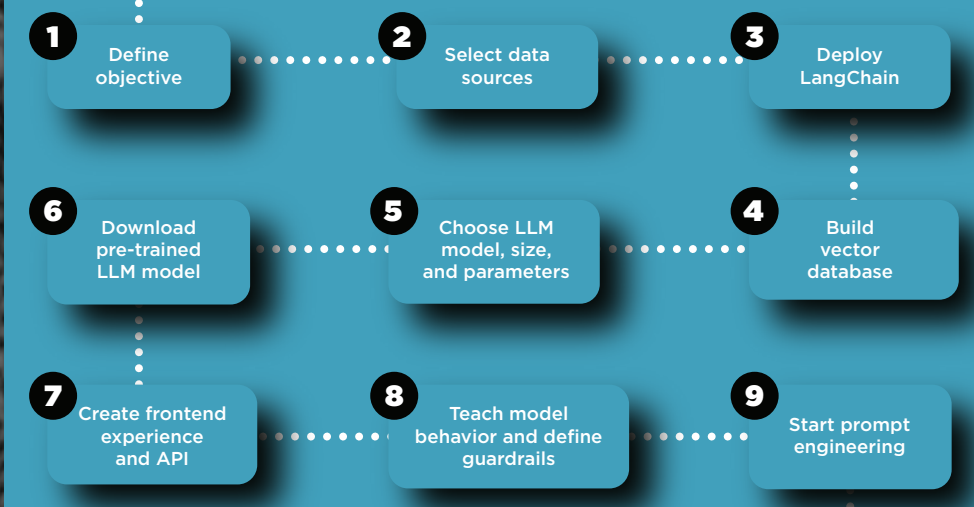 1
Define
objective
2
Select data
sources
3
Deploy
LangChain
4
Build
vector
database
5
Choose LLM
model, size,
and parameters
6
Download
pre-trained
LLM model
7
Create frontend
experience
and API
8
Teach model
behavior and define
guardrails
9
Start prompt
engineering